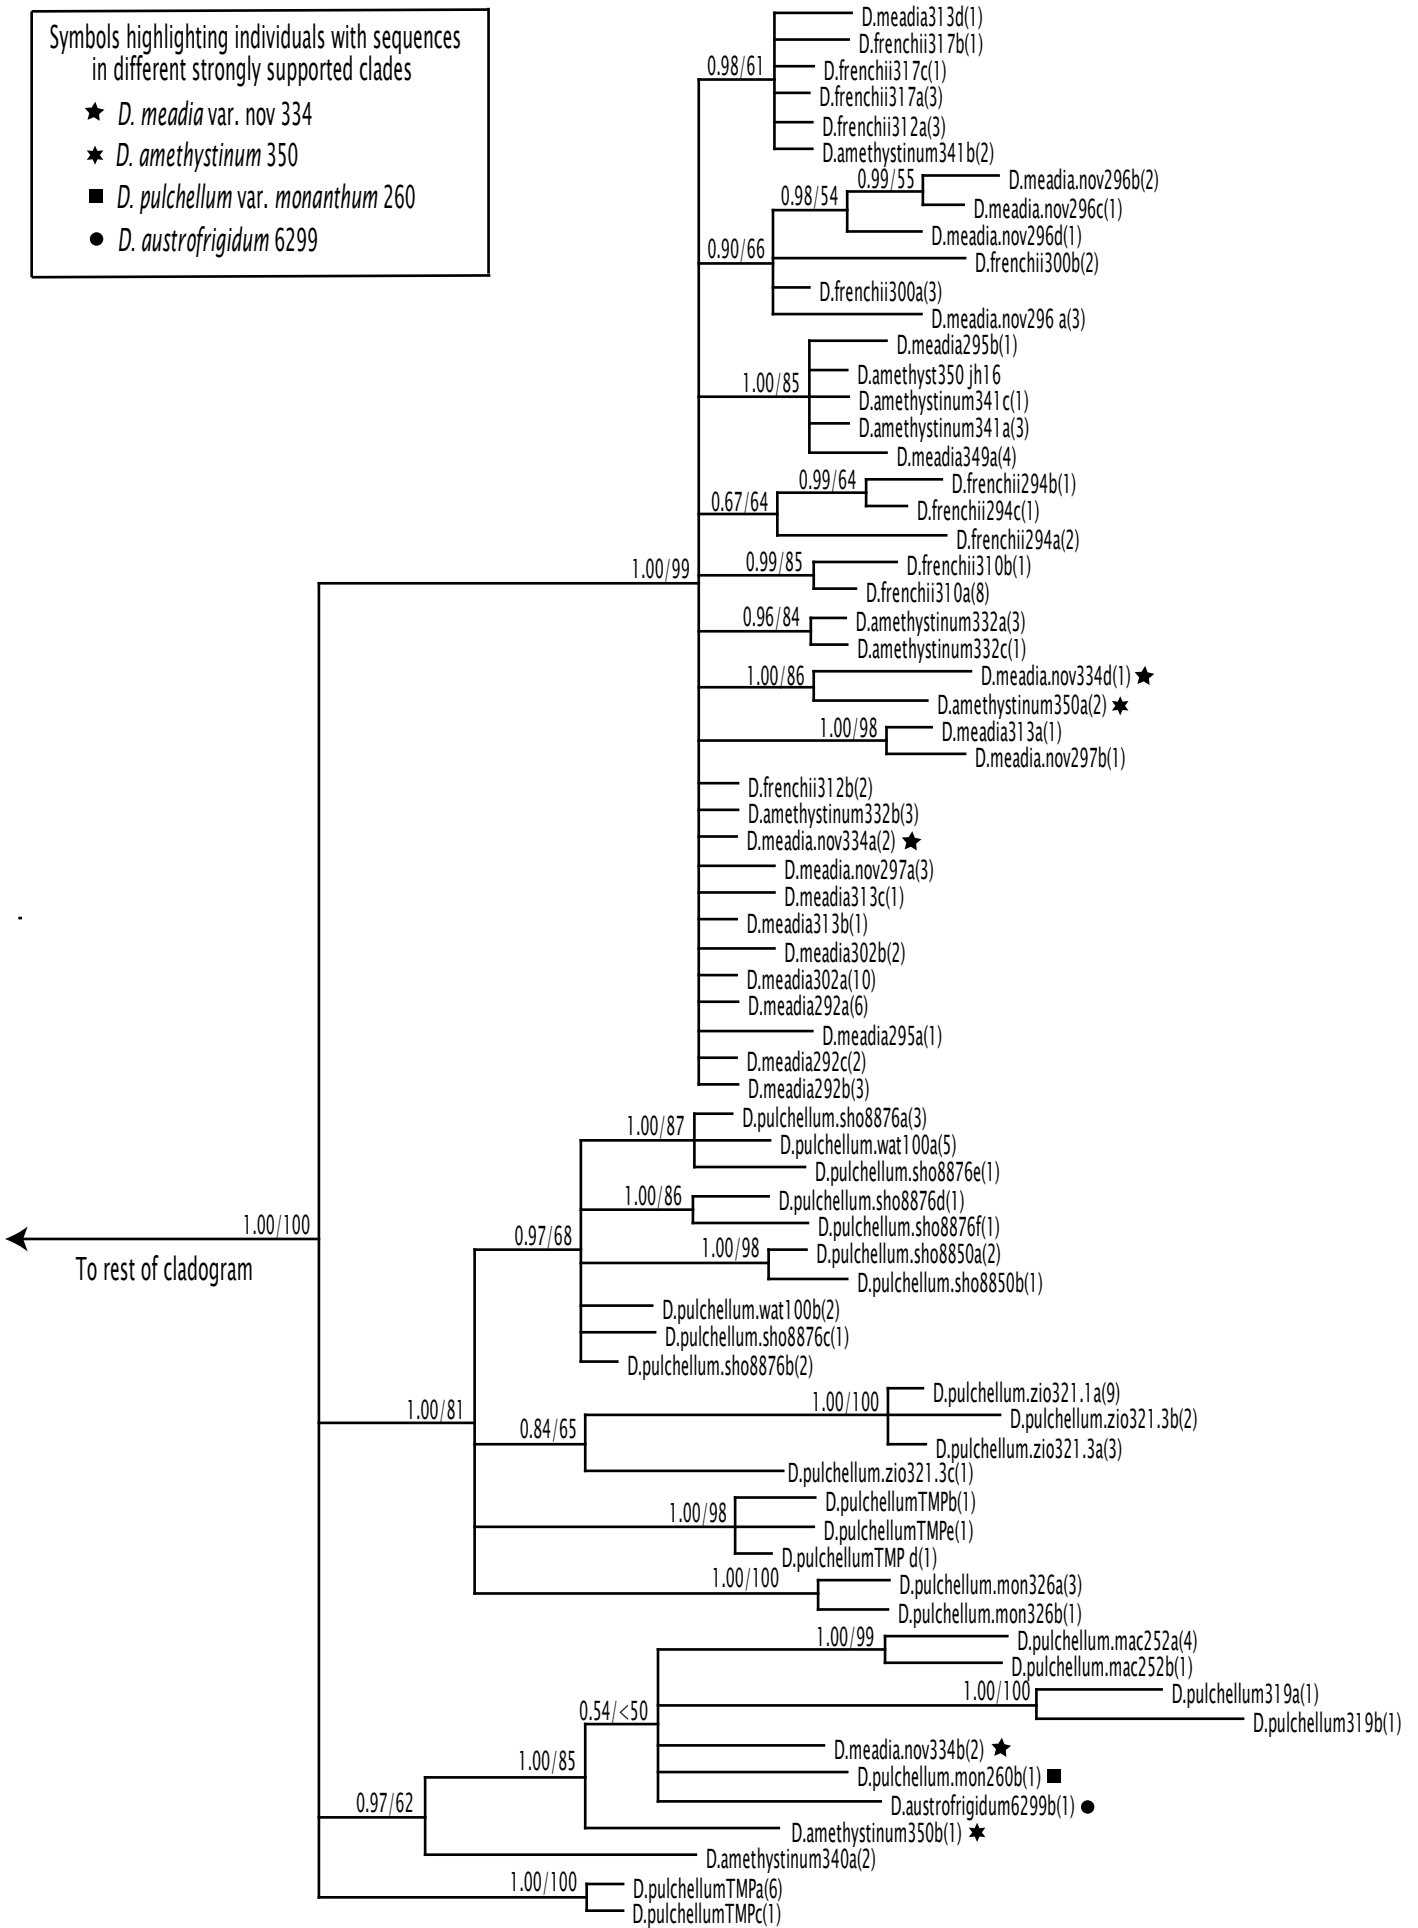 Symbols highlighting individuals with sequences
in different strongly supported clades
D. meadia var. nov 334
D. amethystinum 350
D. pulchellum var. monanthum 260
D. austrofrigidum 6299
D.meadia313d(1)
D.frenchii317b(1)
0.98/61
D.frenchii317c(1)
D.frenchii317a(3)
D.frenchii312a(3)
D.amethystinum341b(2)
0.99/55
D.meadia.nov296b(2)
0.98/54
D.meadia.nov296c(1)
D.meadia.nov296d(1)
0.90/66
D.frenchii300b(2)
D.frenchii300a(3)
D.meadia.nov296 a(3)
D.meadia295b(1)
D.amethyst350 jh16
1.00/85
D.amethystinum341c(1)
D.amethystinum341a(3)
D.meadia349a(4)
0.99/64
D.frenchii294b(1)
0.67/64
D.frenchii294c(1)
D.frenchii294a(2)
1.00/99
0.99/85
D.frenchii310b(1)
D.frenchii310a(8)
0.96/84
D.amethystinum332a(3)
D.amethystinum332c(1)
1.00/86
D.meadia.nov334d(1)
D.amethystinum350a(2)
1.00/98
D.meadia313a(1)
D.meadia.nov297b(1)
D.frenchii312b(2)
D.amethystinum332b(3)
D.meadia.nov334a(2)
D.meadia.nov297a(3)
D.meadia313c(1)
D.meadia313b(1)
D.meadia302b(2)
D.meadia302a(10)
D.meadia292a(6)
D.meadia295a(1)
D.meadia292c(2)
D.meadia292b(3)
1.00/87
D.pulchellum.sho8876a(3)
D.pulchellum.wat100a(5)
D.pulchellum.sho8876e(1)
1.00/86
D.pulchellum.sho8876d(1)
D.pulchellum.sho8876f(1)
1.00/100
To rest of cladogram
0.97/68
1.00/98
D.pulchellum.sho8850a(2)
D.pulchellum.sho8850b(1)
D.pulchellum.wat100b(2)
D.pulchellum.sho8876c(1)
D.pulchellum.sho8876b(2)
1.00/81
1.00/100
D.pulchellum.zio321.1a(9)
0.84/65
D.pulchellum.zio321.3b(2)
D.pulchellum.zio321.3a(3)
D.pulchellum.zio321.3c(1)
1.00/98
D.pulchellumTMPb(1)
D.pulchellumTMPe(1)
D.pulchellumTMP d(1)
1.00/100
D.pulchellum.mon326a(3)
D.pulchellum.mon326b(1)
1.00/99
D.pulchellum.mac252a(4)
D.pulchellum.mac252b(1)
1.00/100
D.pulchellum319a(1)
0.54/<50
D.pulchellum319b(1)
D.meadia.nov334b(2)
1.00/85
D.pulchellum.mon260b(1)
0.97/62
D.austrofrigidum6299b(1)
D.amethystinum350b(1)
D.amethystinum340a(2)
1.00/100
D.pulchellumTMPa(6)
D.pulchellumTMPc(1)